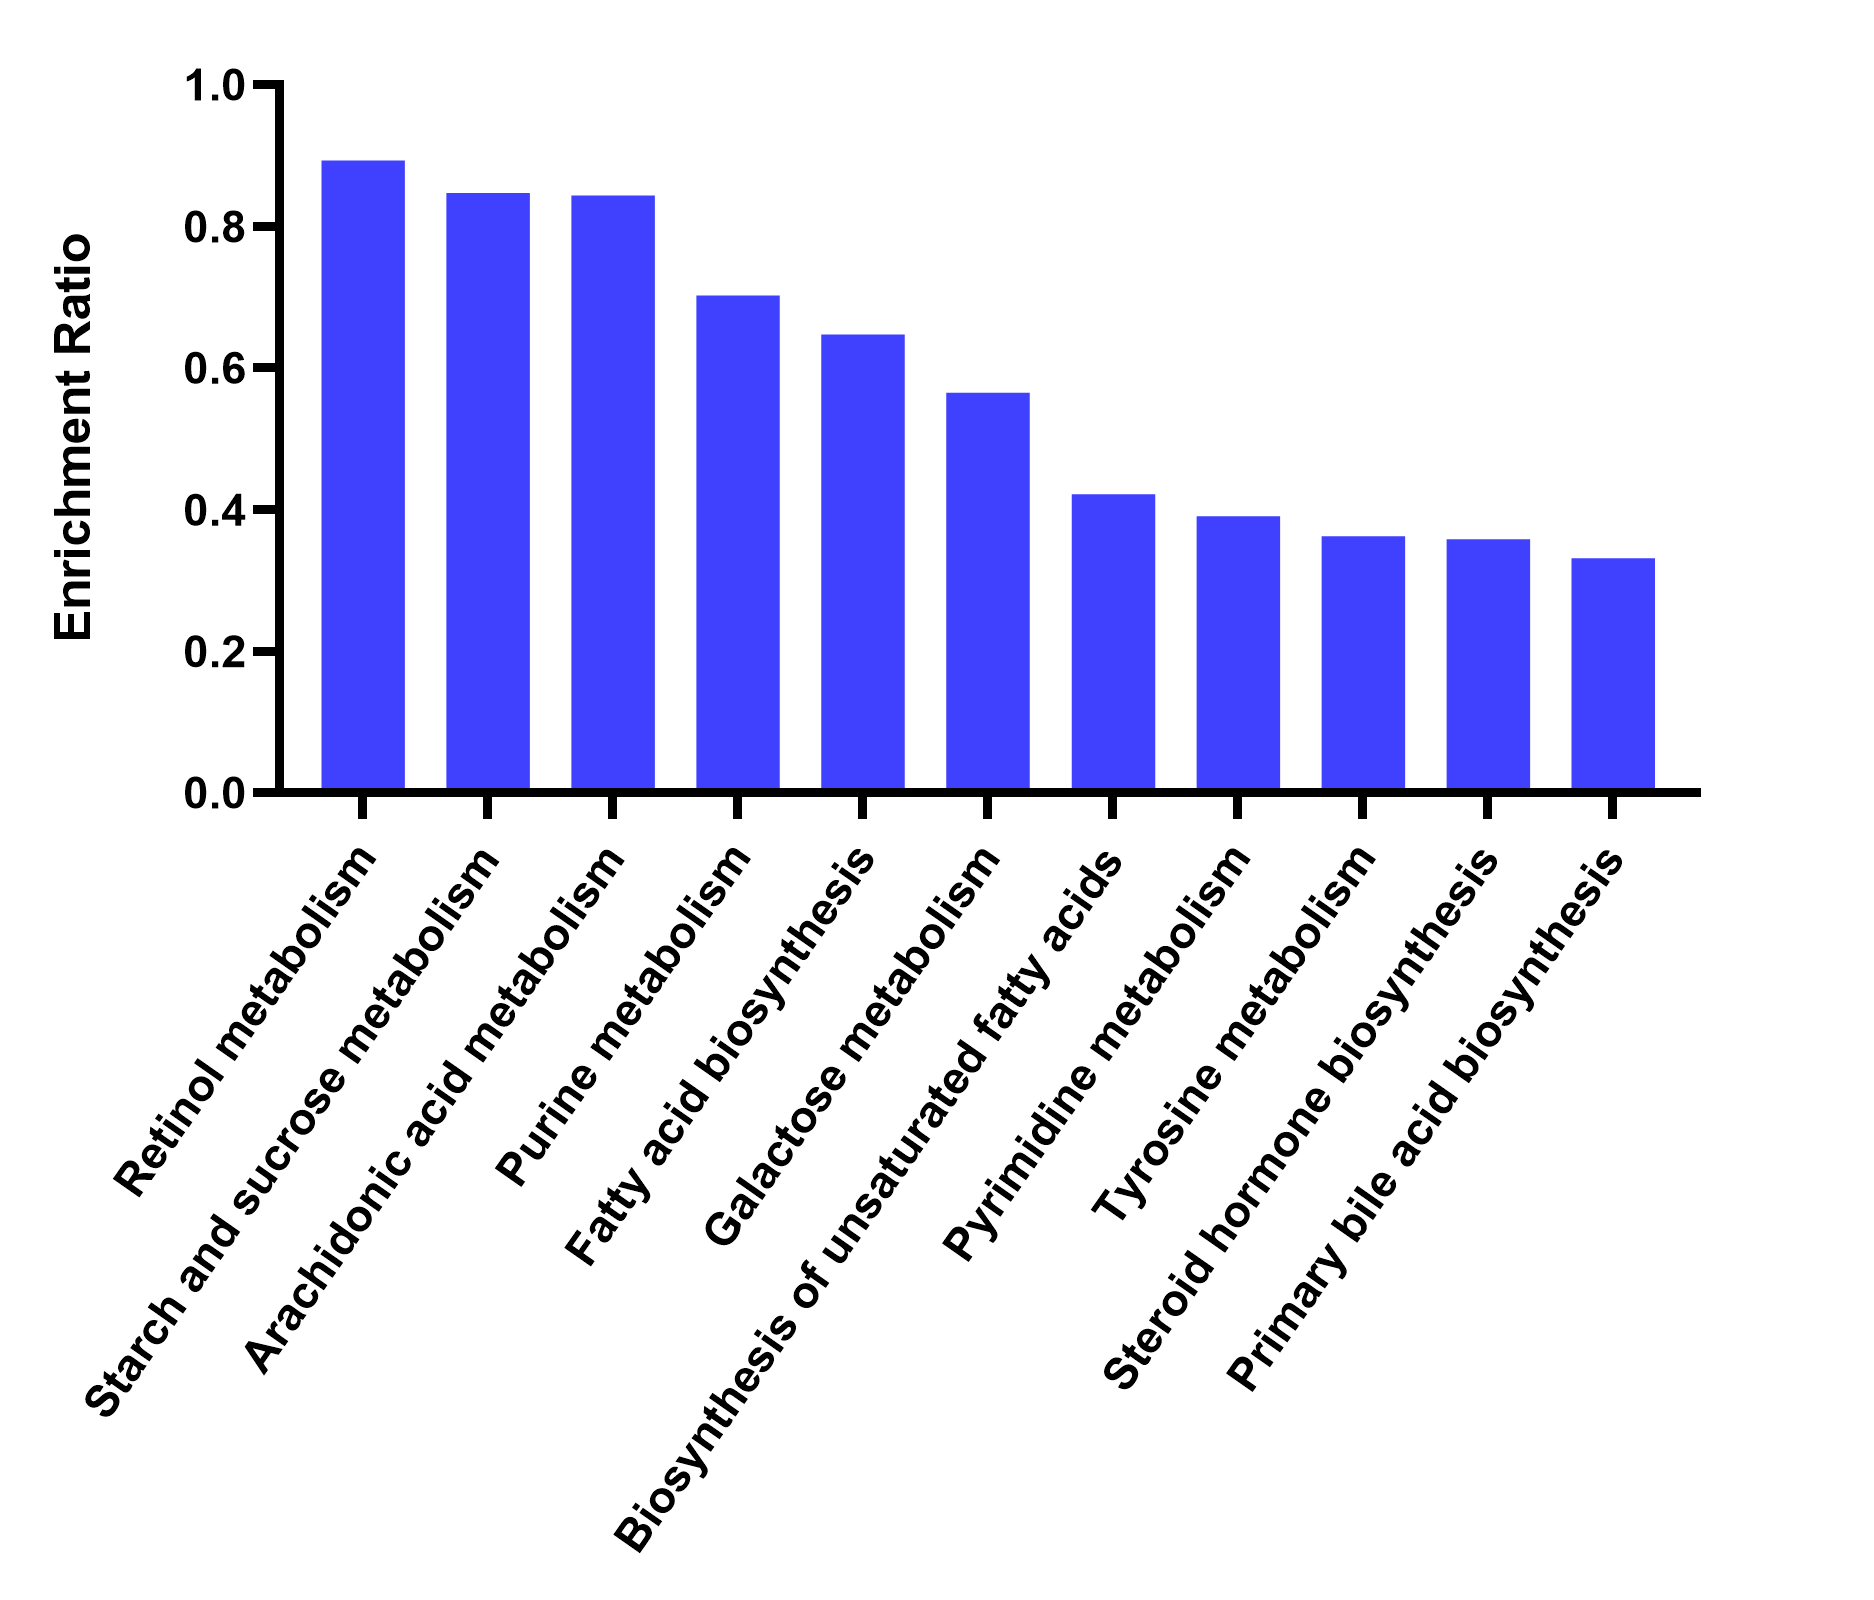 Enrichment Ratio
1.0
0.8
0.6
0.4
0.2
0.0
Retinol metabolism
Starch and sucrose metabolism
Arachidonic acid metabolism
Purine metabolism
Fatty acid biosynthesis
Galactose metabolism
Biosynthesis of unsaturated fatty acids
Pyrimidine metabolism
Tyrosine metabolism
Steroid hormone biosynthesis
Primary bile acid biosynthesis